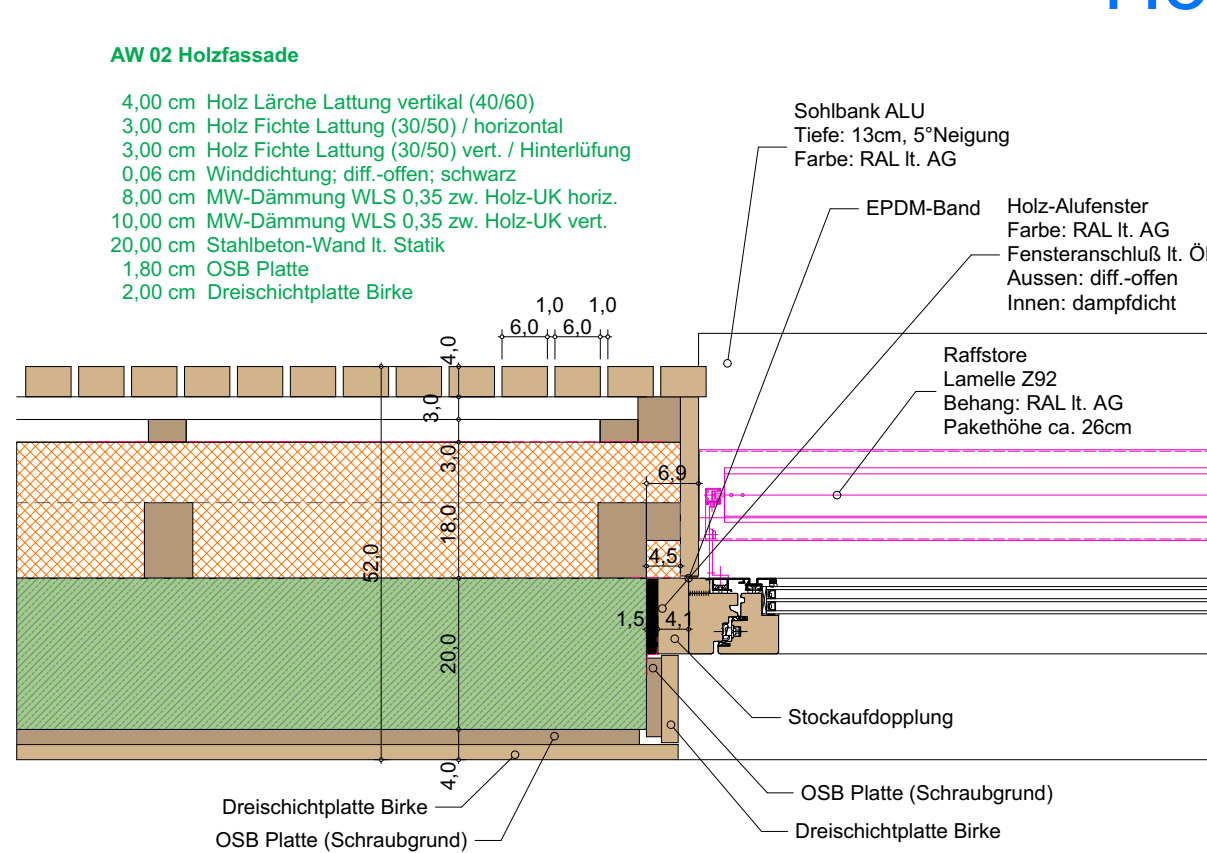 AW 02 Holzfassade
4,00 cm Holz Lärche Lattung vertikal (40/60)
3,00 cm Holz Fichte Lattung (30/50) / horizontal
3,00 cm Holz Fichte Lattung (30/50) vert. / Hinterlüfung
0,06 cm Winddichtung; diff.-offen; schwarz
8,00 cm MW-Dämmung WLS 0,35 zw. Holz-UK horiz.
10,00 cm MW-Dämmung WLS 0,35 zw. Holz-UK vert.
20,00 cm Stahlbeton-Wand lt. Statik
1,80 cm OSB Platte
2,00 cm Dreischichtplatte Birke
Sohlbank ALU
Tiefe: 13cm, 5°Neigung
Farbe: RAL lt. AG
EPDM-Band
Holz-Alufenster
Farbe: RAL lt. AG
Fensteranschluß lt.
Aussen: diff.-offen
Innen: dampfdicht
Raffstore
Lamelle Z92
Behang: RAL lt. AG
Pakethöhe ca. 26cm
1,0 1,0
6,0 6,0
4,0
3,0
3,0
18,0
52,0
20,0
4,0
6,9
4,5
1,5 4,1
Stockaufdopplung
OSB Platte (Schraubgrund)
Dreischichtplatte Birke
Dreischichtplatte Birke
OSB Platte (Schraubgrund)